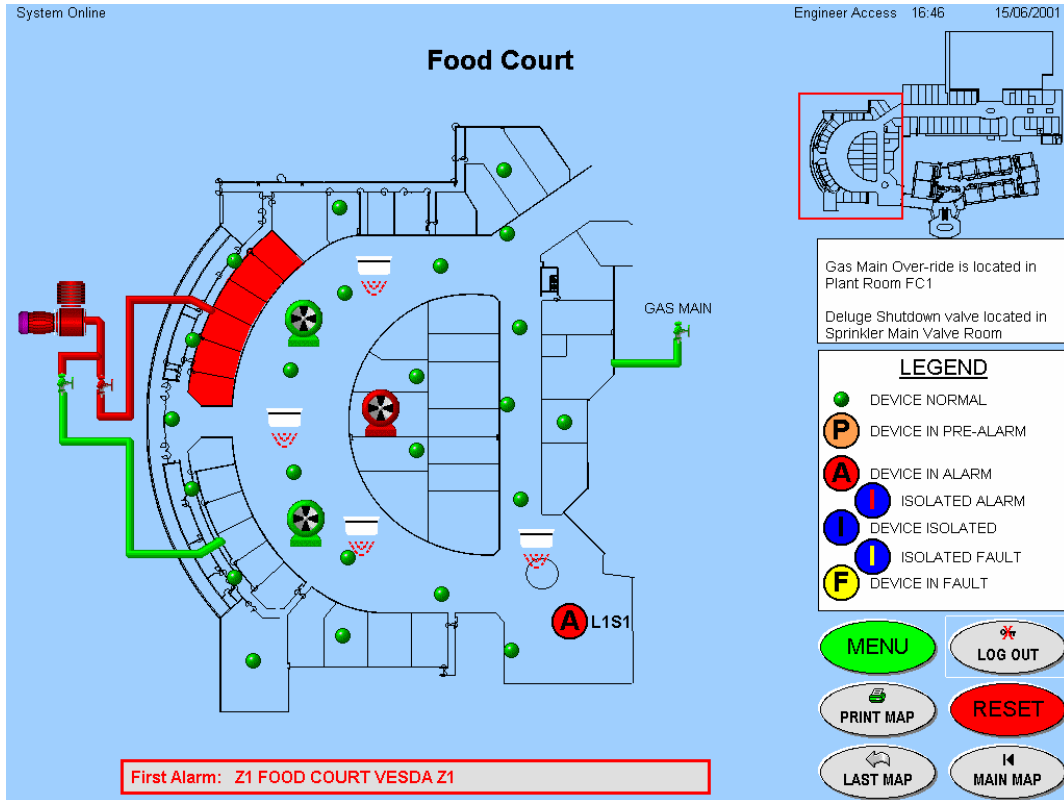 System Online
Engineer Access 16:46 15/06/2001
Food Court
Gas Main Over-ride is located in
Plant Room FC1
Deluge Shutdown valve located in
Sprinkler Main Valve Room
GAS MAIN
LEGEND
DEVICE NORMAL
P DEVICE IN PRE-ALARM
A DEVICE IN ALARM
I ISOLATED ALARM
I DEVICE ISOLATED
I ISOLATED FAULT
F DEVICE IN FAULT
A L1S1
MENU
LOG OUT
PRINT MAP
RESET
LAST MAP
MAIN MAP
First Alarm: Z1 FOOD COURT VESDA Z1